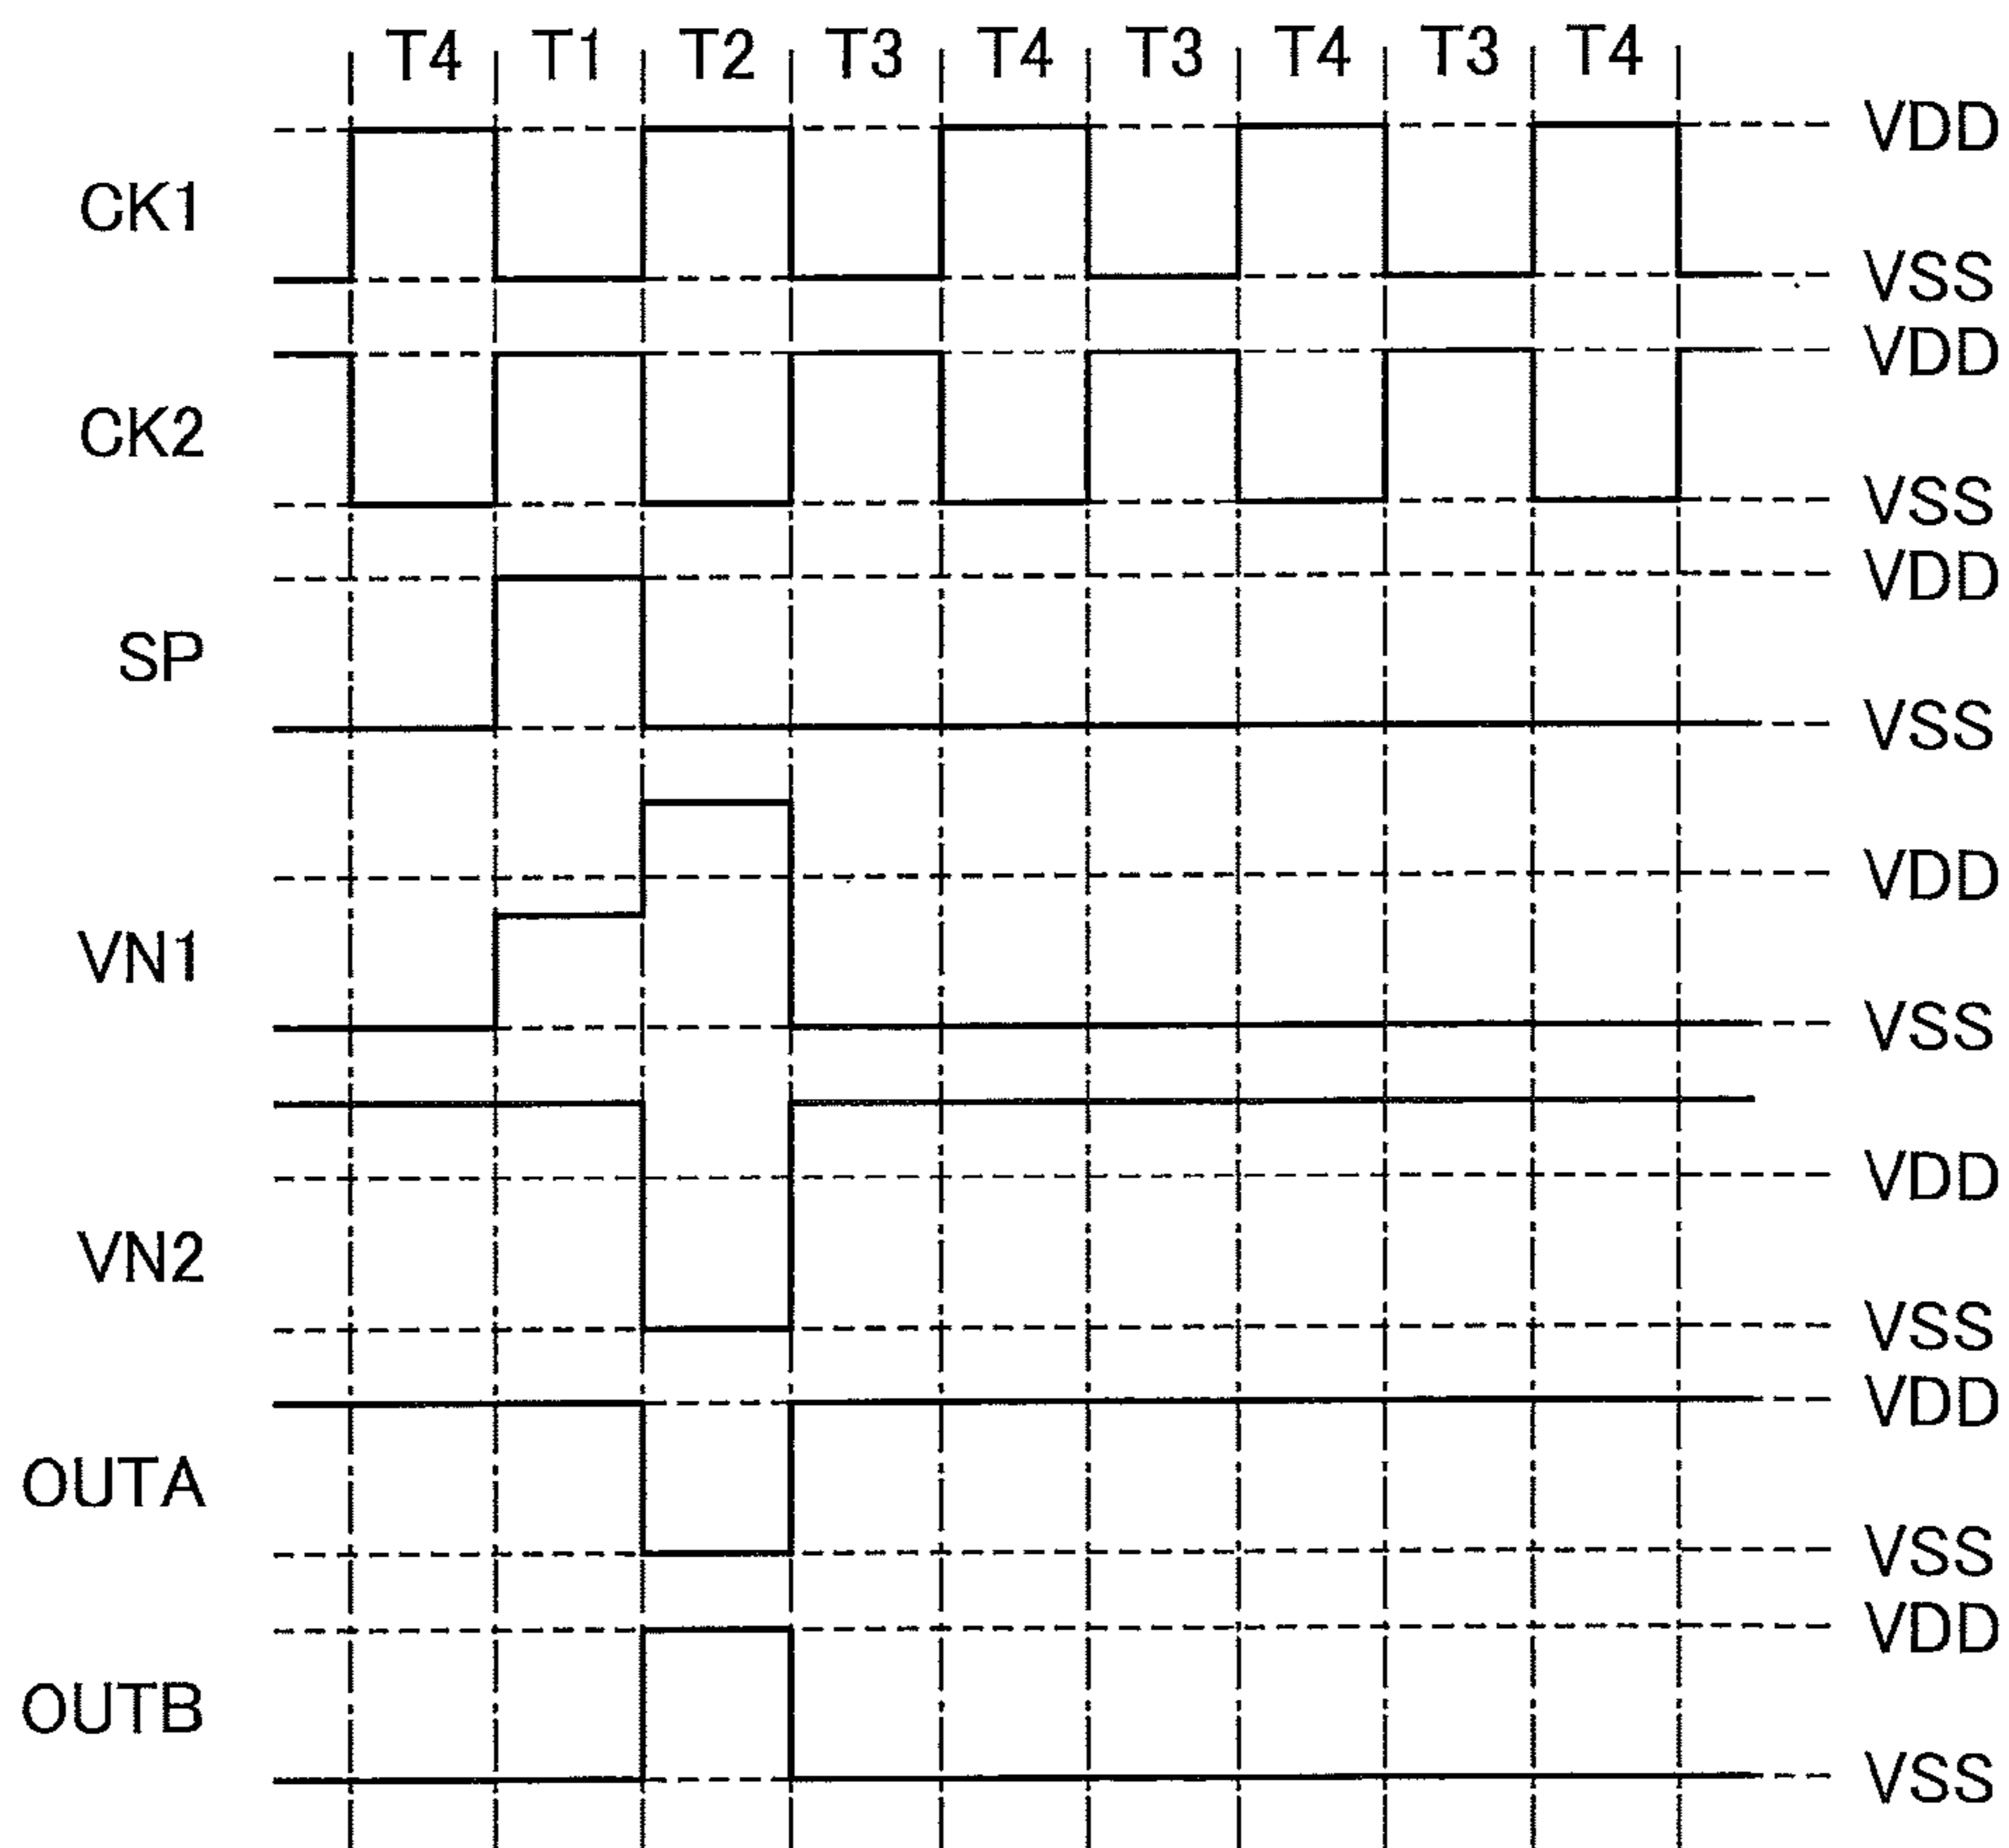 T4 T1 T2 T3 T4 T3 T4 T3 T4
VDD
CK1
VSS
VDD
CK2
VSS
VDD
SP
VSS
VDD
VN1
VSS
VDD
VN2
VSS
VDD
OUTA
VSS
VDD
OUTB
VSS